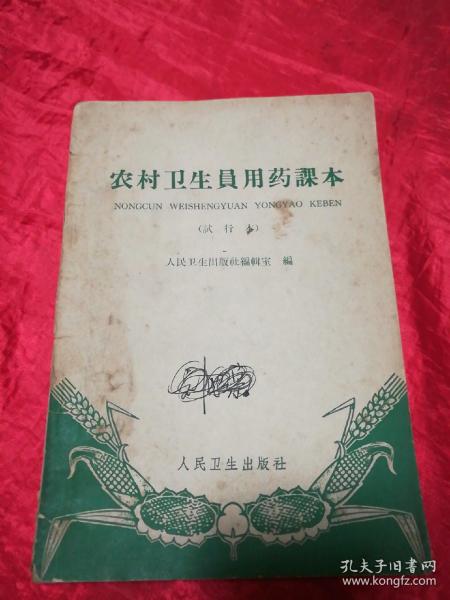 农村卫生員用药課本
NONGCUN WEISHENGYUAN YONGYAO KEBEN
(試行本)
人民卫生出版社編輯室 編
人民卫生出版社
孔夫子旧书网
www.kongfz.com